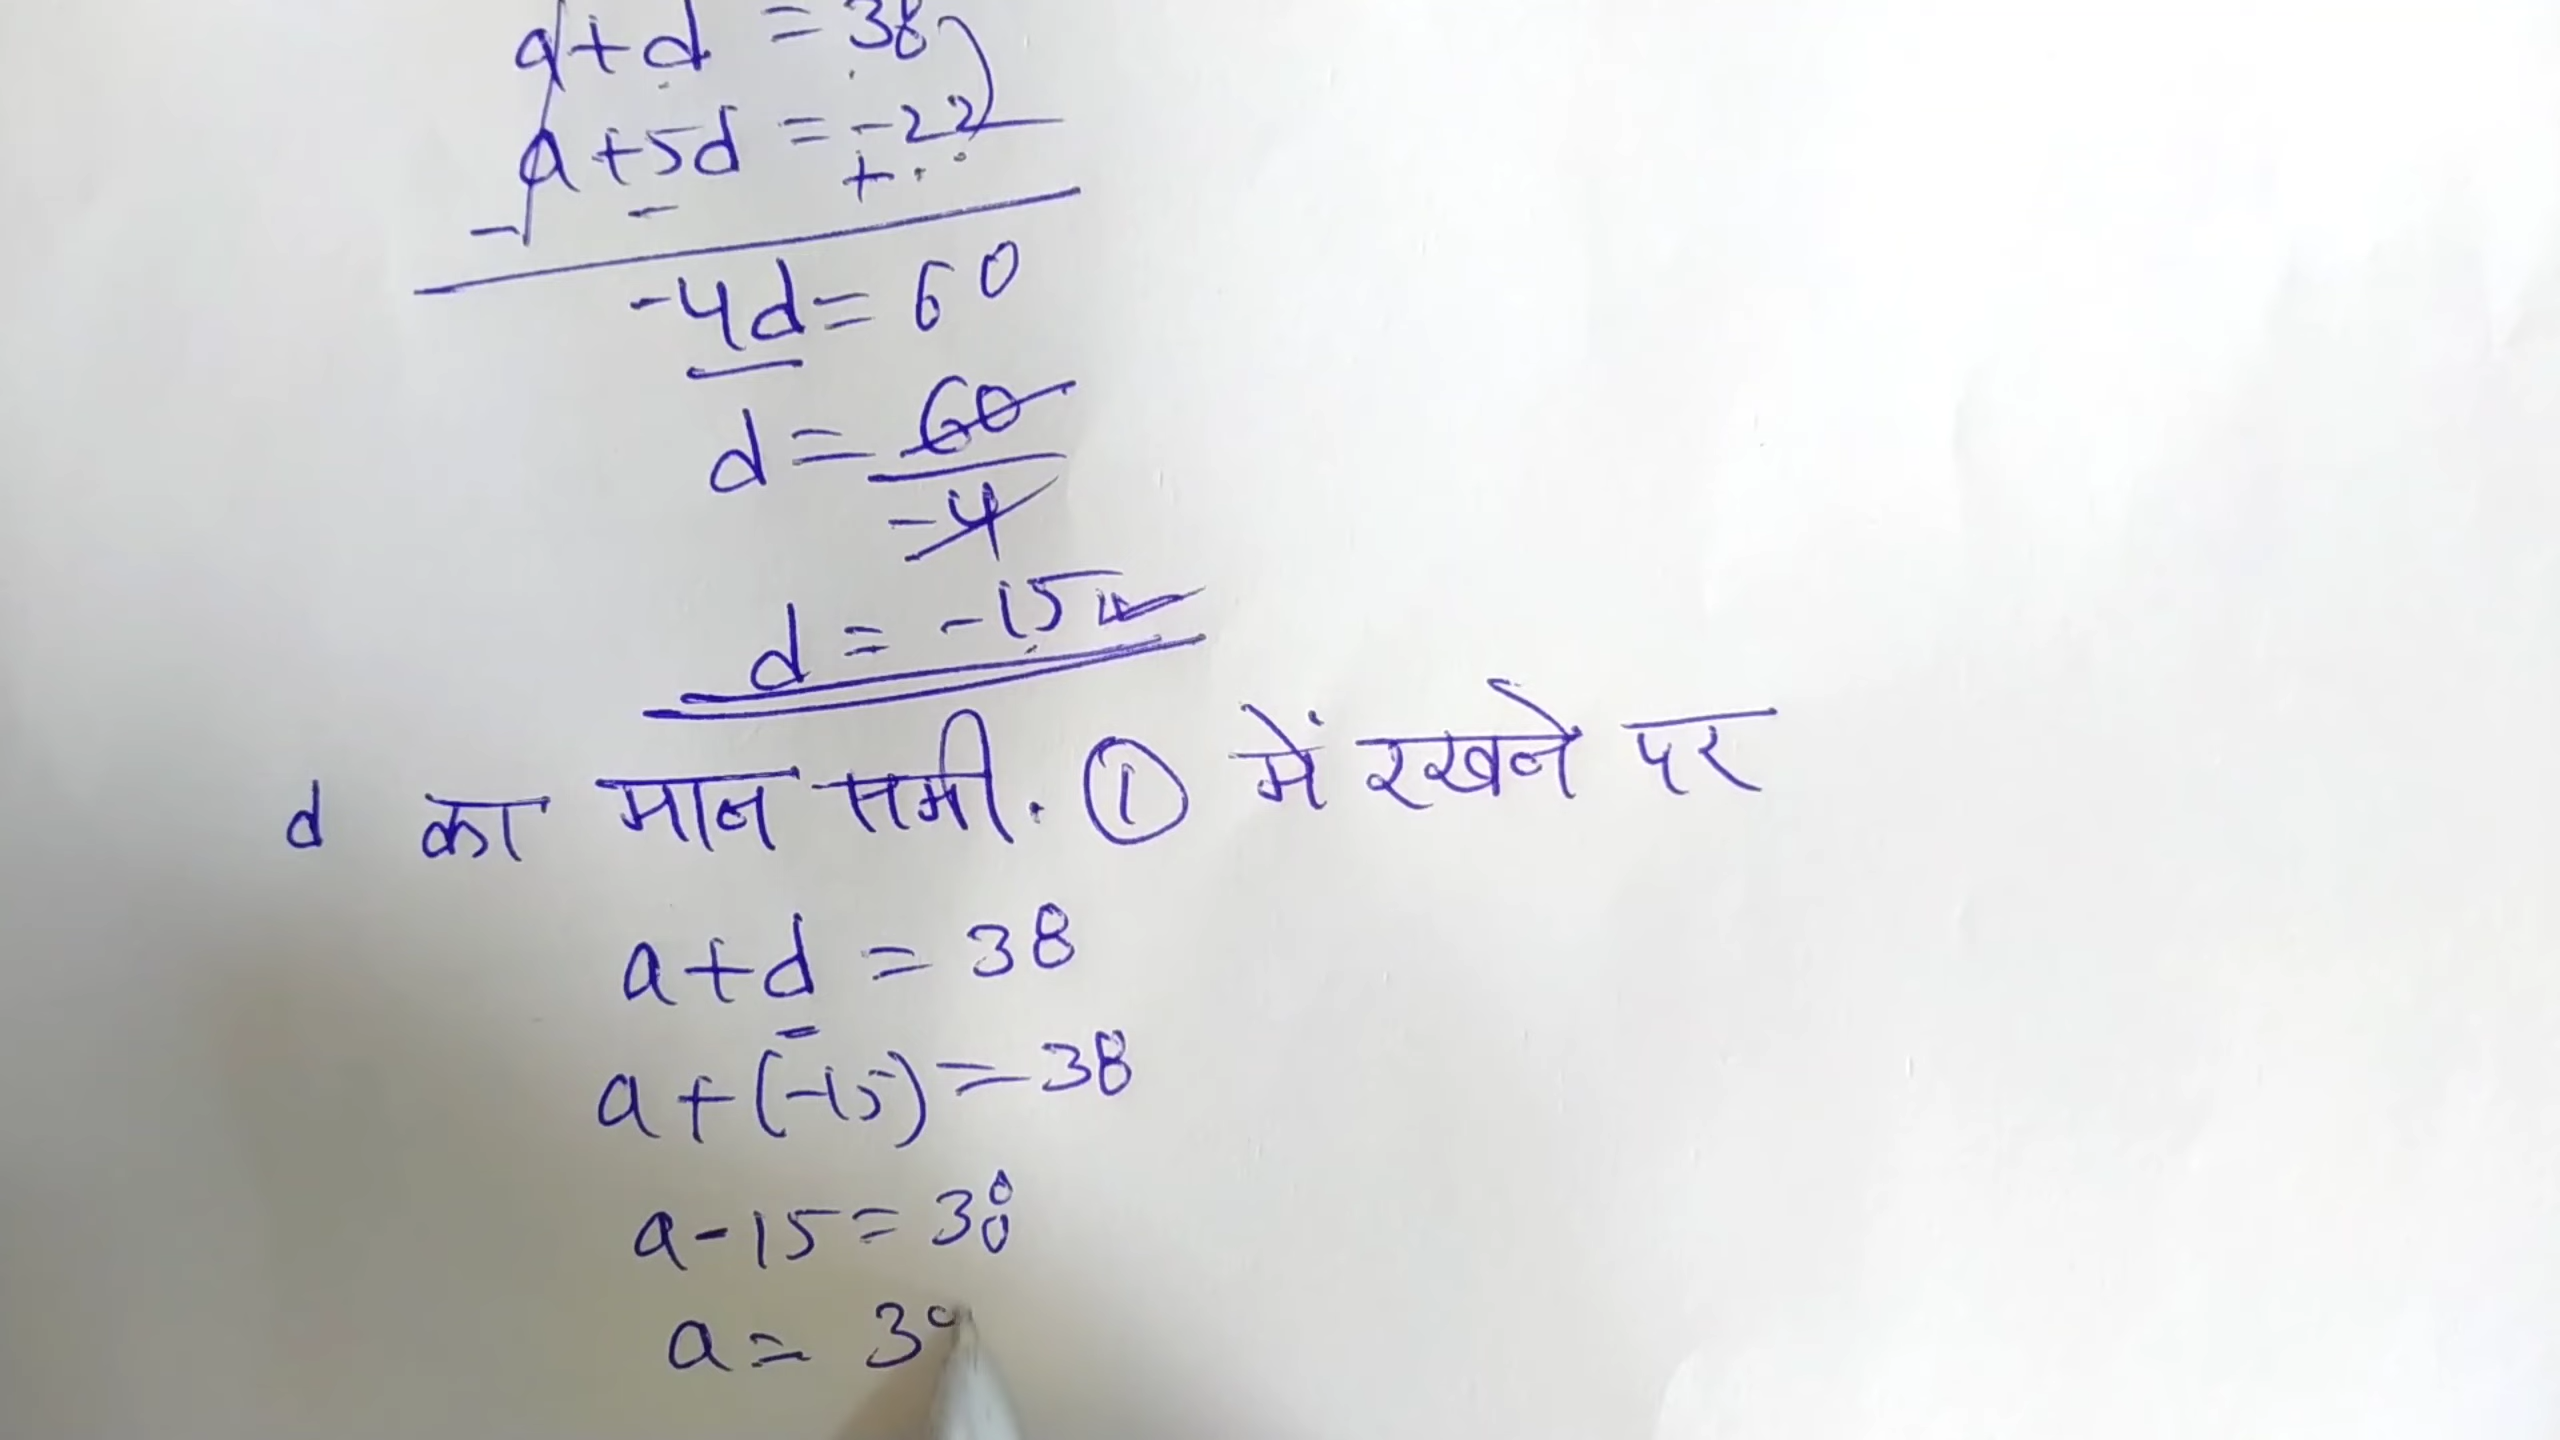 a+d = 38
a+5d = -22
- - +
-4d = 60
d = 60
-4
d = -15
d का मान समी. ① में रखने पर
a+d = 38
a+(-15) = 38
a-15 = 38
a = 3